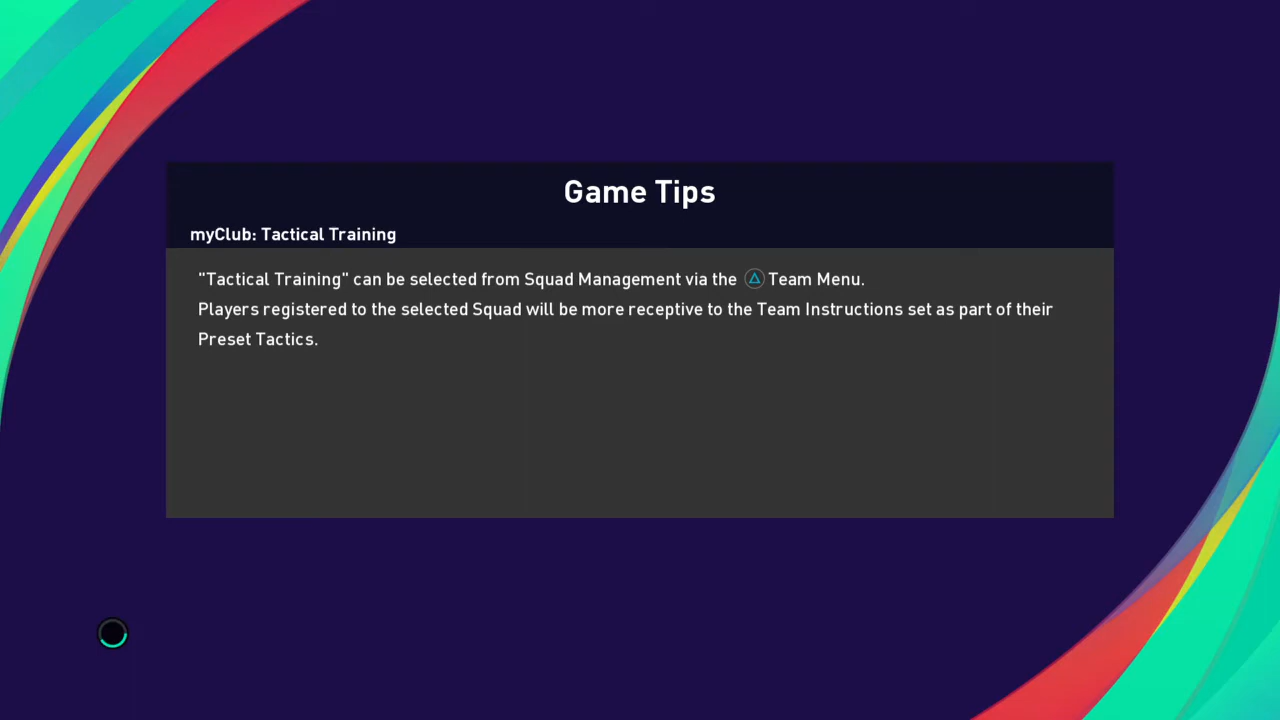 Game Tips
myClub: Tactical Training
"Tactical Training" can be selected from Squad Management via the Team Menu.
Players registered to the selected Squad will be more receptive to the Team Instructions set as part of their
Preset Tactics.